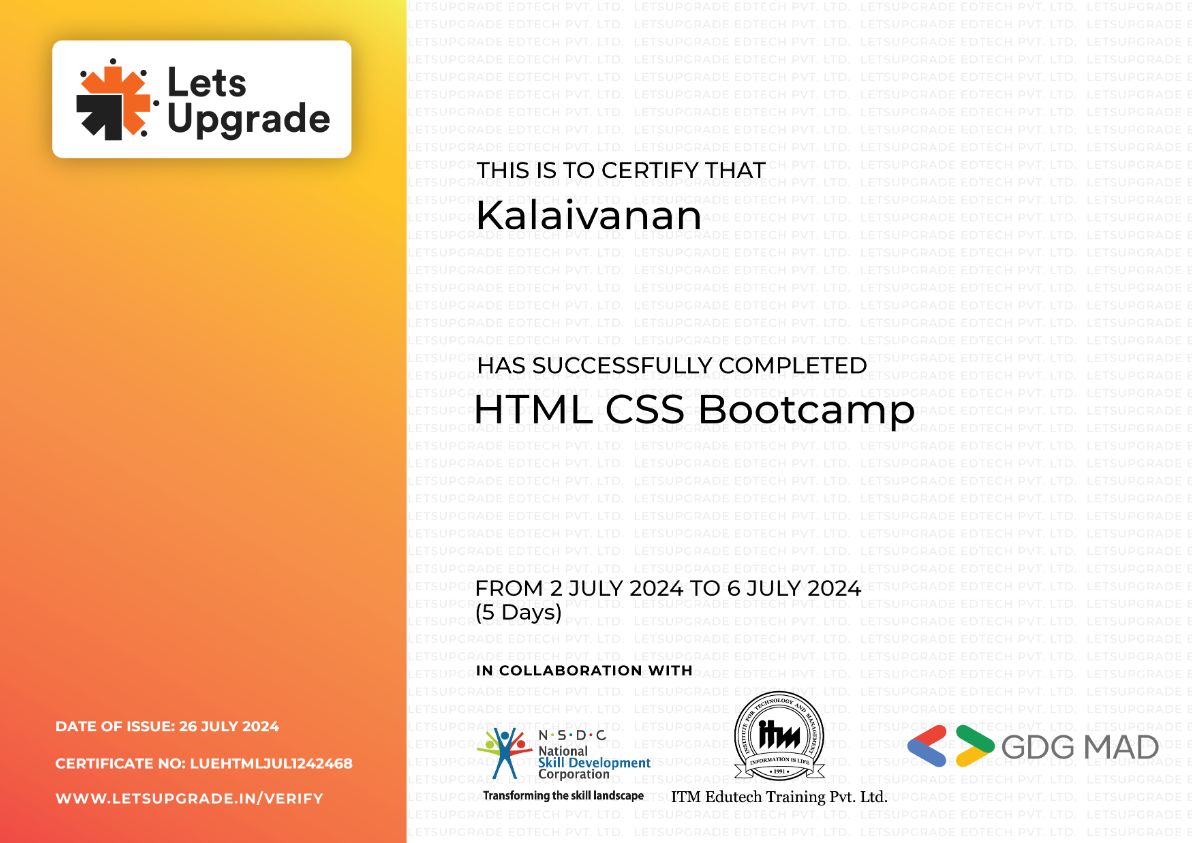 Lets
Upgrade
THIS IS TO CERTIFY THAT
Kalaivanan
HAS SUCCESSFULLY COMPLETED
HTML CSS Bootcamp
FROM 2 JULY 2024 TO 6 JULY 2024
(5 Days)
IN COLLABORATION WITH
N·S·D·C
National
Skill Development
Corporation
Transforming the skill landscape
INSTITUTE FOR TECHNOLOGY AND MANAGEMENT
itm
INFORMATION IS LIFE
• 1991 •
ITM Edutech Training Pvt. Ltd.
GDG MAD
DATE OF ISSUE: 26 JULY 2024
CERTIFICATE NO: LUEHTMLJUL1242468
WWW.LETSUPGRADE.IN/VERIFY
LETSUPGRADE EDTECH PVT. LTD.